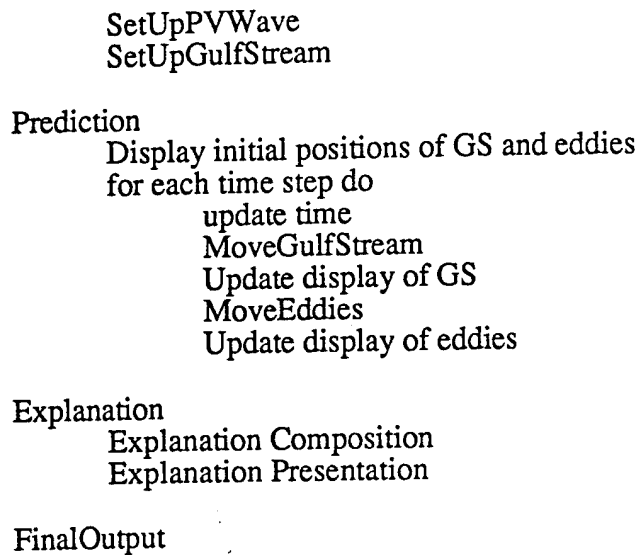 SetUpPVWave
SetUpGulfStream
Prediction
Display initial positions of GS and eddies
for each time step do
update time
MoveGulfStream
Update display of GS
MoveEddies
Update display of eddies
Explanation
Explanation Composition
Explanation Presentation
FinalOutput